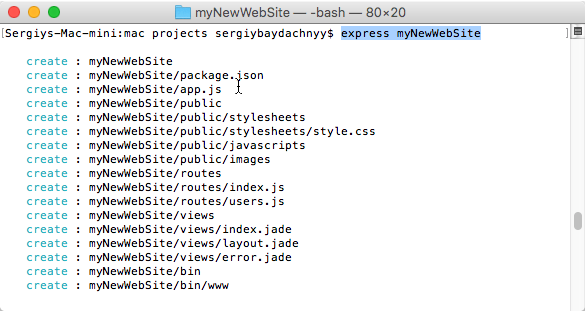 myNewWebSite — -bash — 80×20
[Sergiys-Mac-mini:mac projects sergiybaydachnyy$ express myNewWebSite ]
create : myNewWebSite
create : myNewWebSite/package.json
create : myNewWebSite/app.js
create : myNewWebSite/public
create : myNewWebSite/public/stylesheets
create : myNewWebSite/public/stylesheets/style.css
create : myNewWebSite/public/javascripts
create : myNewWebSite/public/images
create : myNewWebSite/routes
create : myNewWebSite/routes/index.js
create : myNewWebSite/routes/users.js
create : myNewWebSite/views
create : myNewWebSite/views/index.jade
create : myNewWebSite/views/layout.jade
create : myNewWebSite/views/error.jade
create : myNewWebSite/bin
create : myNewWebSite/bin/www